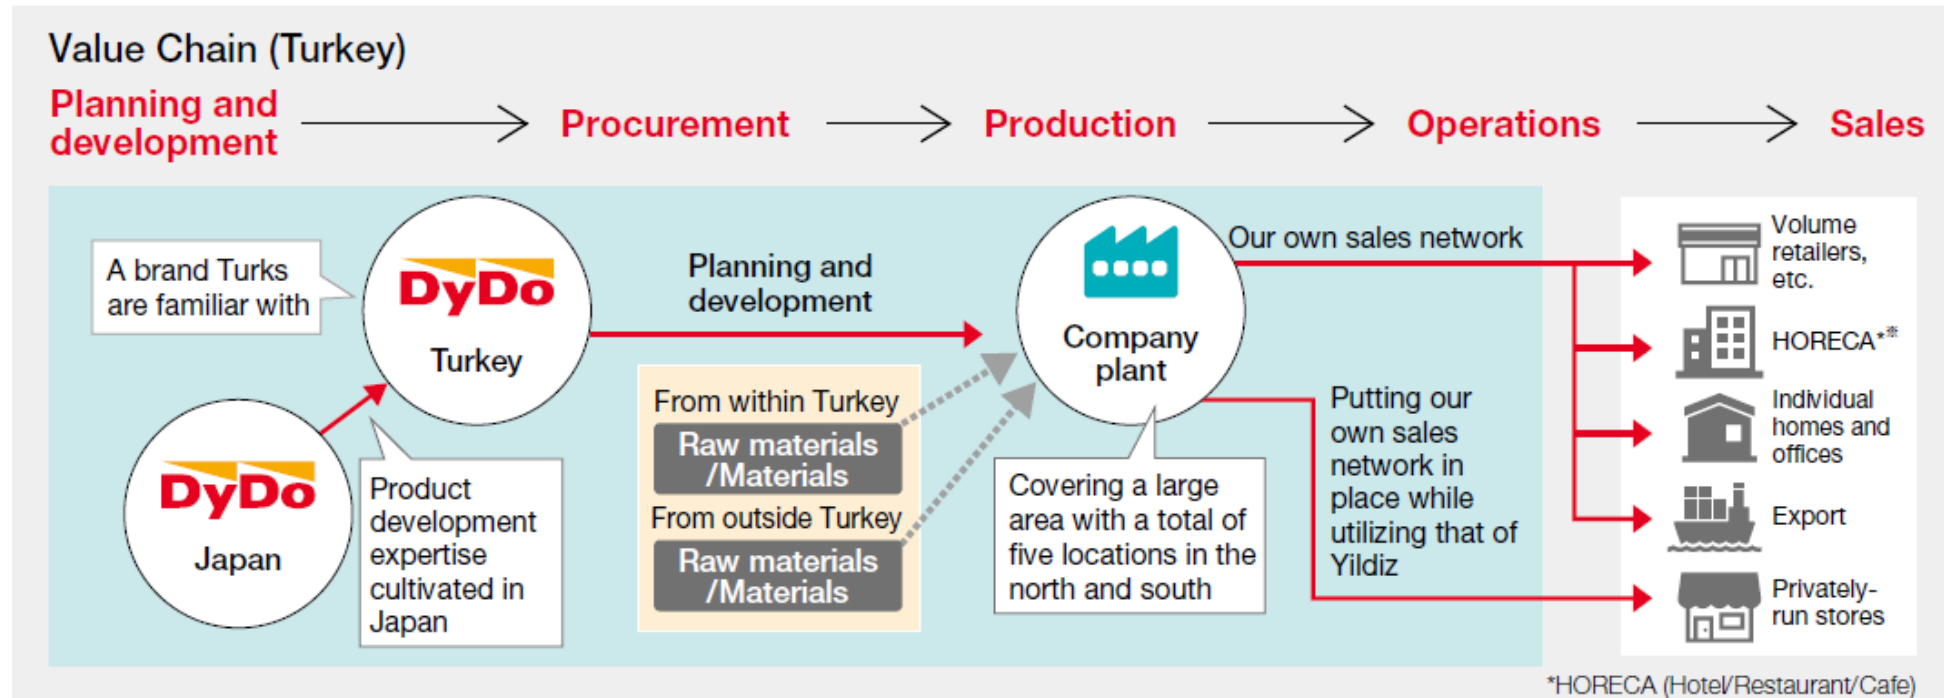 Value Chain (Turkey)
Planning and
development
Procurement
Production
Operations
Sales
A brand Turks
are familiar with
DyDo
Turkey
DyDo
Japan
Product
development
expertise
cultivated in
Japan
Planning and
development
From within Turkey
Raw materials
/Materials
From outside Turkey
Raw materials
/Materials
Company
plant
Covering a large
area with a total of
five locations in the
north and south
Our own sales network
Putting our
own sales
network in
place while
utilizing that of
Yildiz
Volume
retailers,
etc.
HORECA*※
Individual
homes and
offices
Export
Privately-
run stores
*HORECA (Hotel/Restaurant/Cafe)